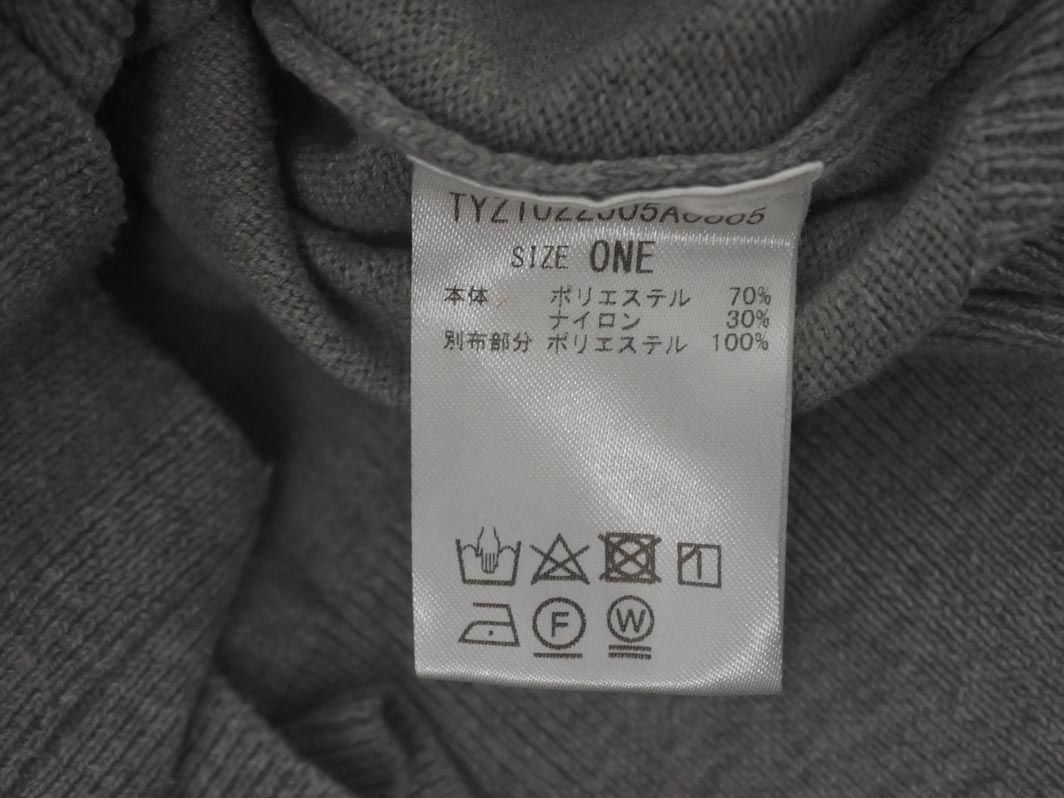 SIZE ONE
本体 ポリエステル 70%
ナイロン 30%
別布部分 ポリエステル 100%
F W